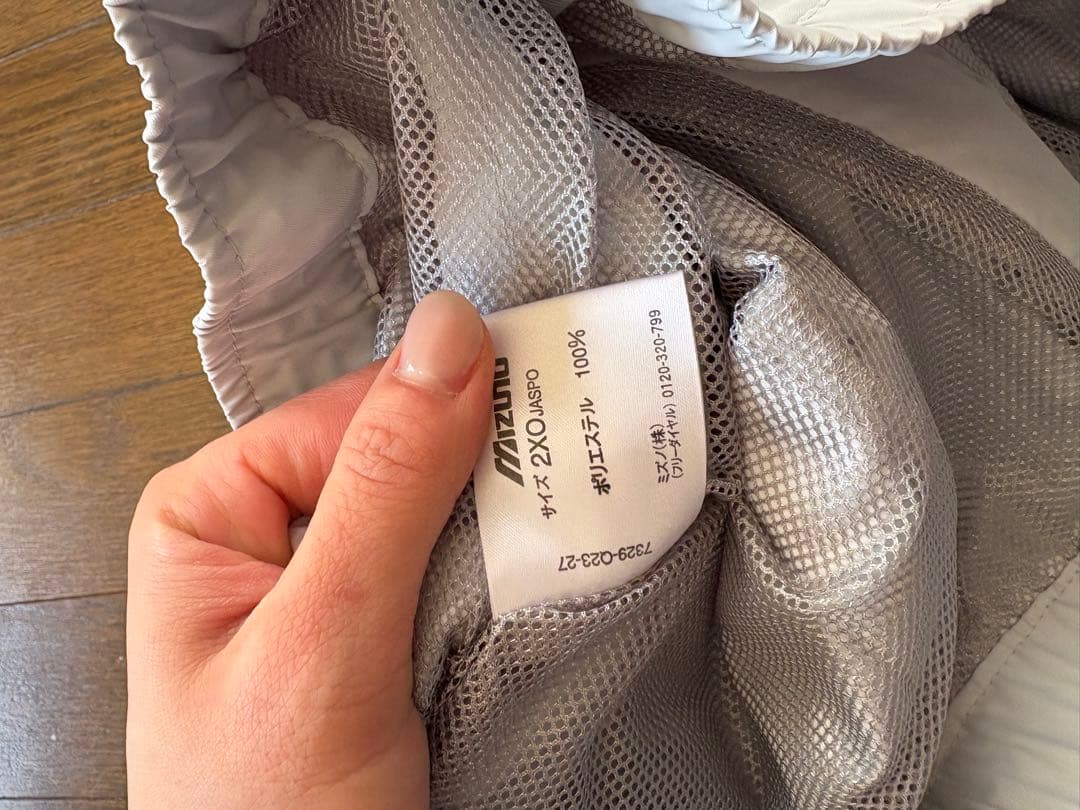 MIZUNO
サイズ 2XO JASPO
ポリエステル 100%
ミズノ(株)
(フリーダイヤル) 0120-320-799
7329-Q23-27